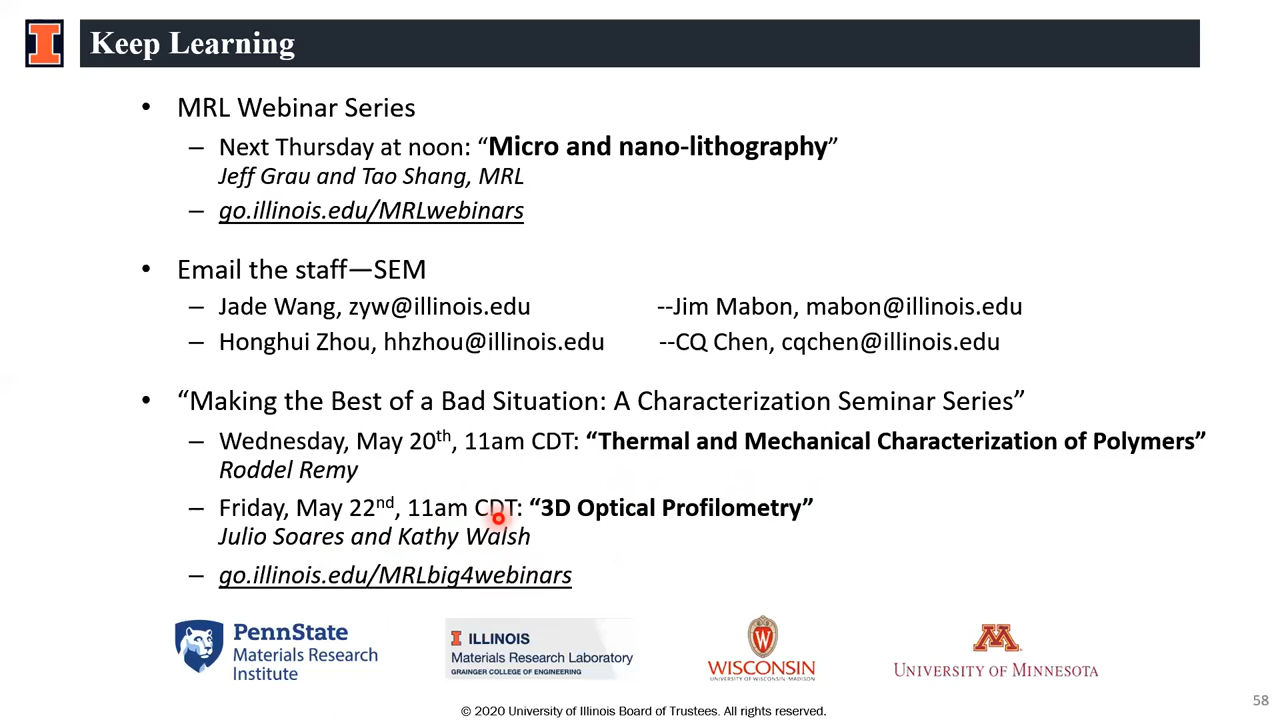 I Keep Learning
• MRL Webinar Series
– Next Thursday at noon: “Micro and nano-lithography”
Jeff Grau and Tao Shang, MRL
– go.illinois.edu/MRLwebinars
• Email the staff—SEM
– Jade Wang, zyw@illinois.edu --Jim Mabon, mabon@illinois.edu
– Honghui Zhou, hhzhou@illinois.edu --CQ Chen, cqchen@illinois.edu
• “Making the Best of a Bad Situation: A Characterization Seminar Series”
– Wednesday, May 20th, 11am CDT: “Thermal and Mechanical Characterization of Polymers”
Roddel Remy
– Friday, May 22nd, 11am CDT: “3D Optical Profilometry”
Julio Soares and Kathy Walsh
– go.illinois.edu/MRLbig4webinars
PennState
Materials Research
Institute
I ILLINOIS
Materials Research Laboratory
GRAINGER COLLEGE OF ENGINEERING
W
WISCONSIN
UNIVERSITY OF WISCONSIN-MADISON
M
UNIVERSITY OF MINNESOTA
© 2020 University of Illinois Board of Trustees. All rights reserved.
58